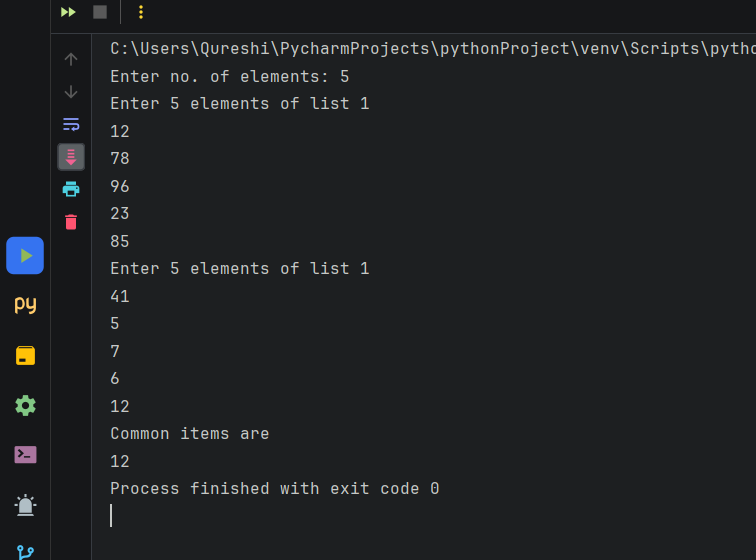 C:\Users\Qureshi\PycharmProjects\pythonProject\venv\Scripts\pytho
Enter no. of elements: 5
Enter 5 elements of list 1
12
78
96
23
85
Enter 5 elements of list 1
41
5
7
6
12
Common items are
12
Process finished with exit code 0
py